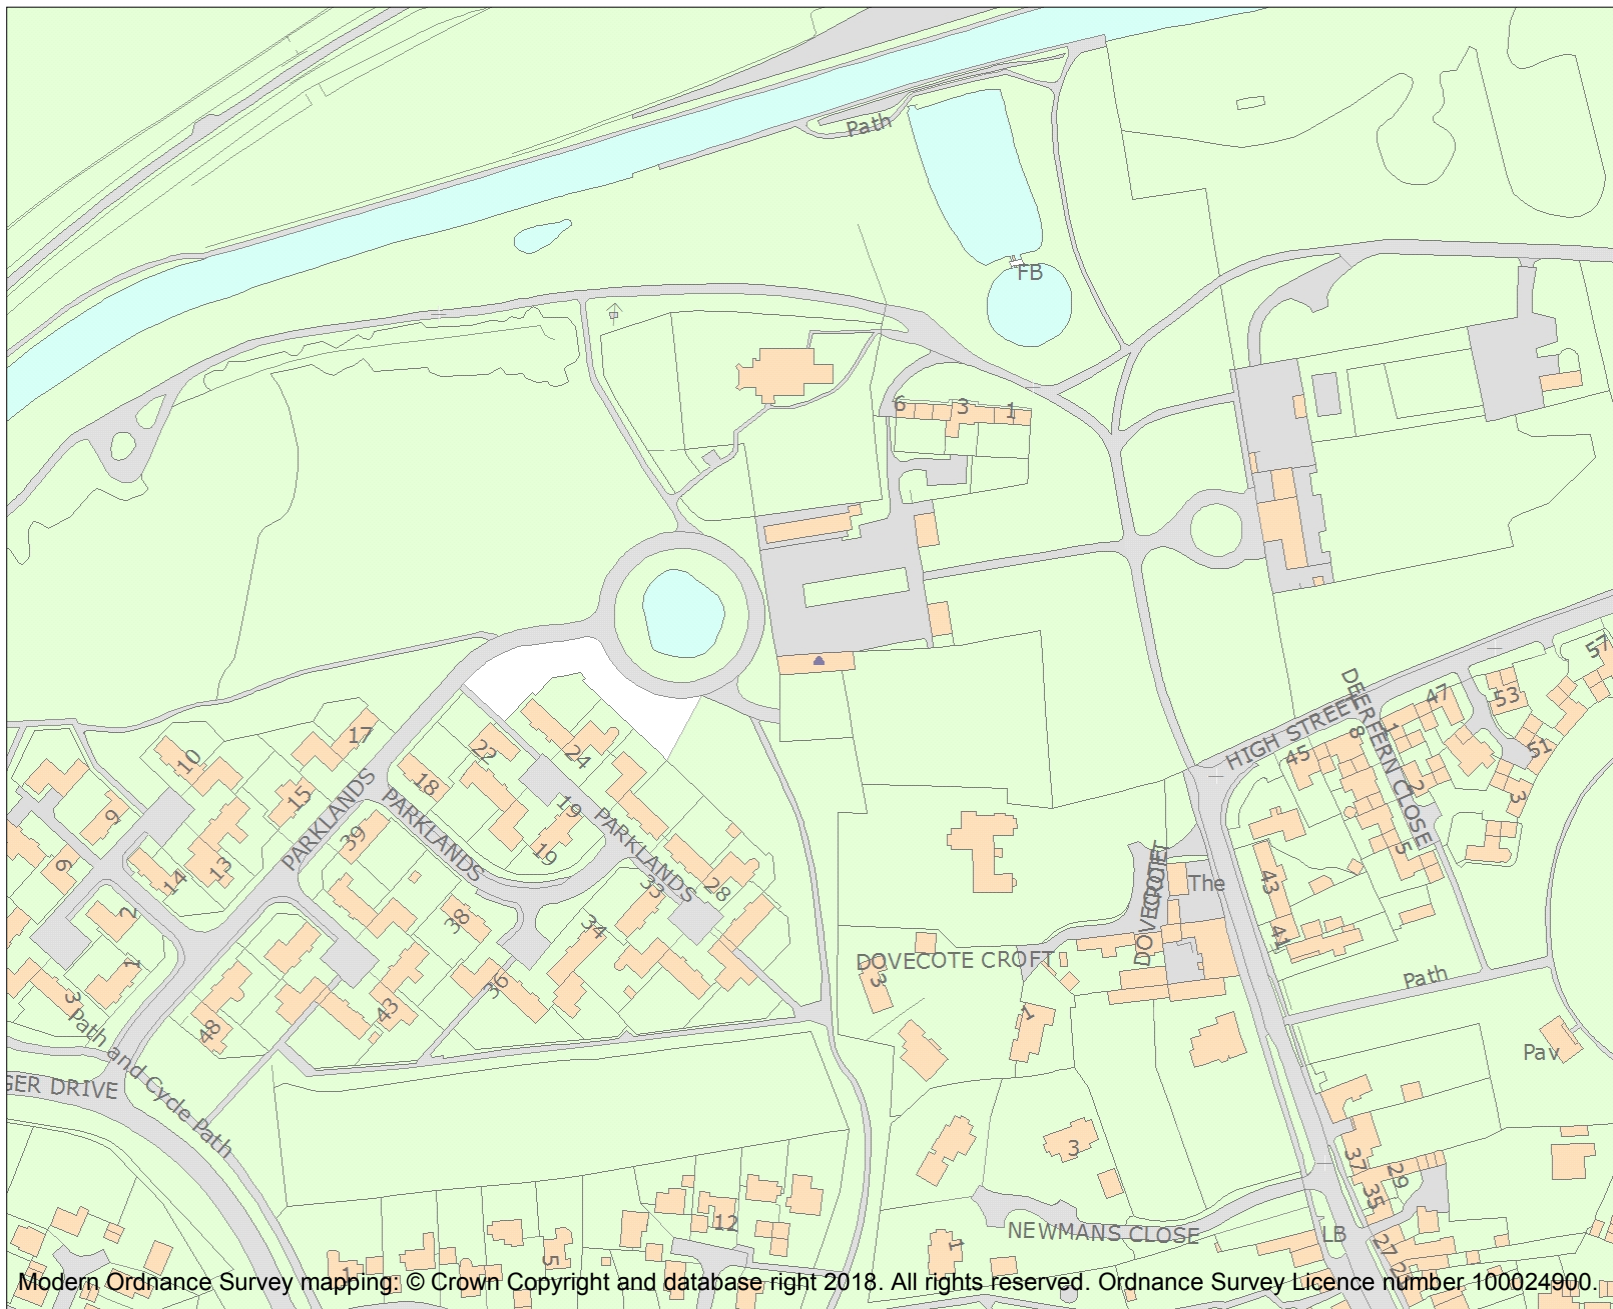 Path
FB
6
3
1
57
47
53
DEERFERN CLOSE
HIGH STREET
8
1
45
51
2
3
5
17
10
22
24
18
15
PARKLANDS
PARKLANDS
PARKLANDS
19
19
9
39
6
14
13
28
33
The
43
41
DOVECOTE
2
38
34
DOVECOTE CROFT
3
1
36
3
43
48
1
Path
Pav
Path and Cycle Path
GER DRIVE
3
37
29
35
12
NEWMANS CLOSE
LB
1
5
1
27
Modern Ordnance Survey mapping: © Crown Copyright and database right 2018. All rights reserved. Ordnance Survey Licence number 100024900.